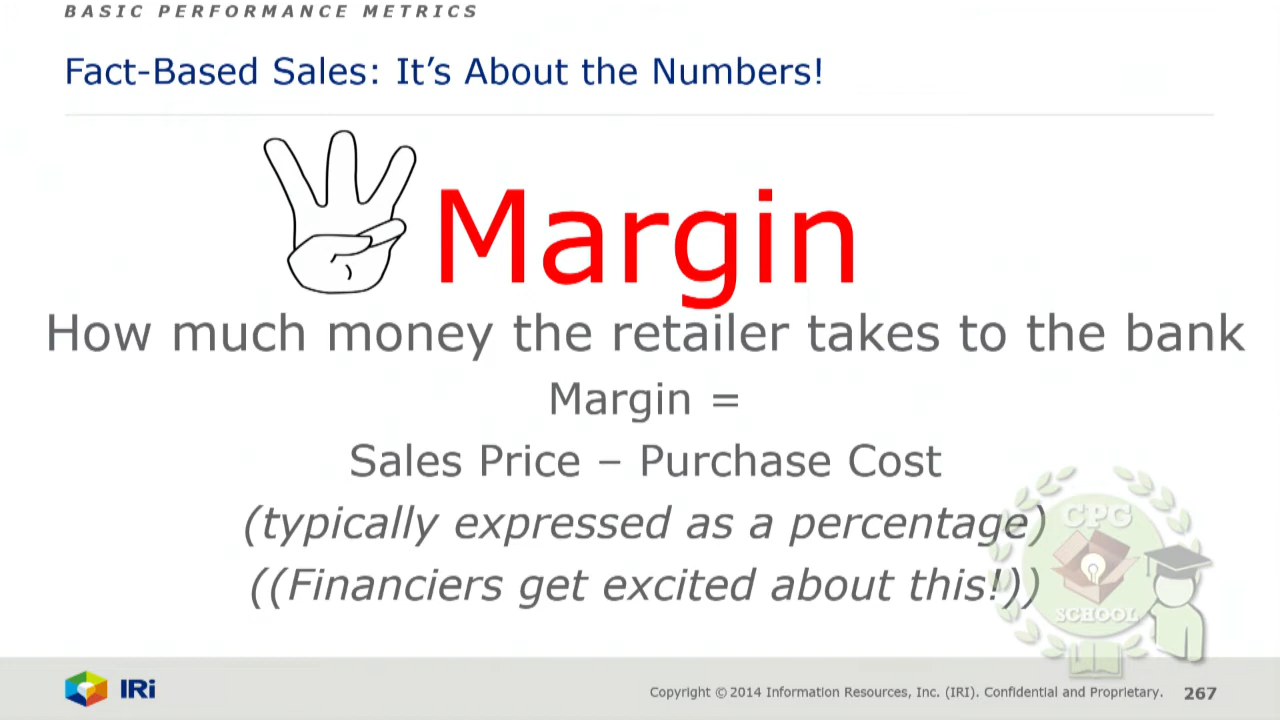 BASIC PERFORMANCE METRICS
Fact-Based Sales: It’s About the Numbers!
Margin
How much money the retailer takes to the bank
Margin =
Sales Price – Purchase Cost
(typically expressed as a percentage)
((Financiers get excited about this!))
CPG
SCHOOL
IRi
Copyright © 2014 Information Resources, Inc. (IRI). Confidential and Proprietary. 267